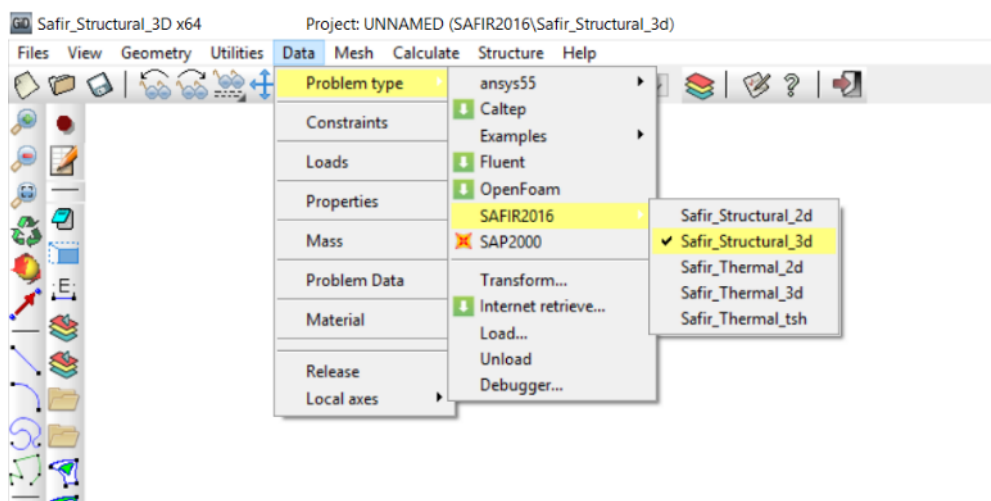 GiD Safir_Structural_3D x64 Project: UNNAMED (SAFIR2016\Safir_Structural_3d)
Files View Geometry Utilities Data Mesh Calculate Structure Help
Problem type
Constraints
Loads
Properties
Mass
Problem Data
Material
Release
Local axes
ansys55
Caltep
Examples
Fluent
OpenFoam
SAFIR2016
SAP2000
Transform...
Internet retrieve...
Load...
Unload
Debugger...
Safir_Structural_2d
Safir_Structural_3d
Safir_Thermal_2d
Safir_Thermal_3d
Safir_Thermal_tsh
E